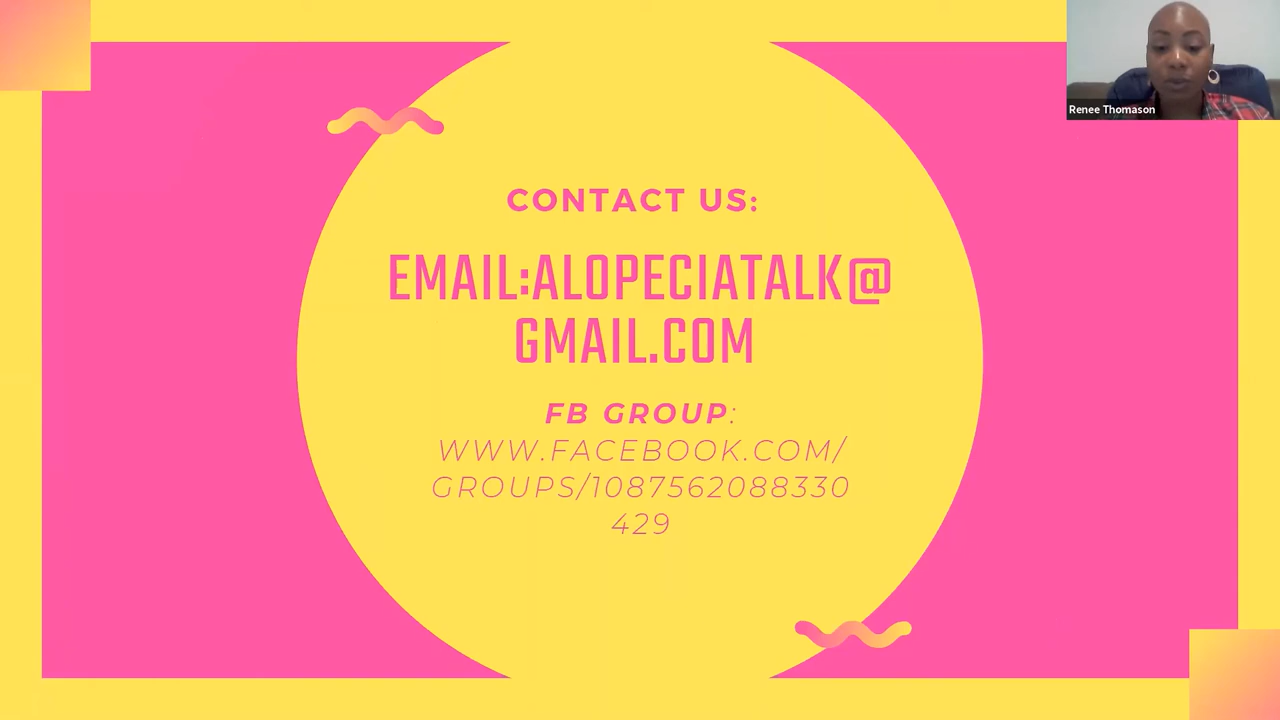 Renee Thomason
CONTACT US:
EMAIL:ALOPECIATALK@
GMAIL.COM
FB GROUP:
WWW.FACEBOOK.COM/
GROUPS/1087562088330
429